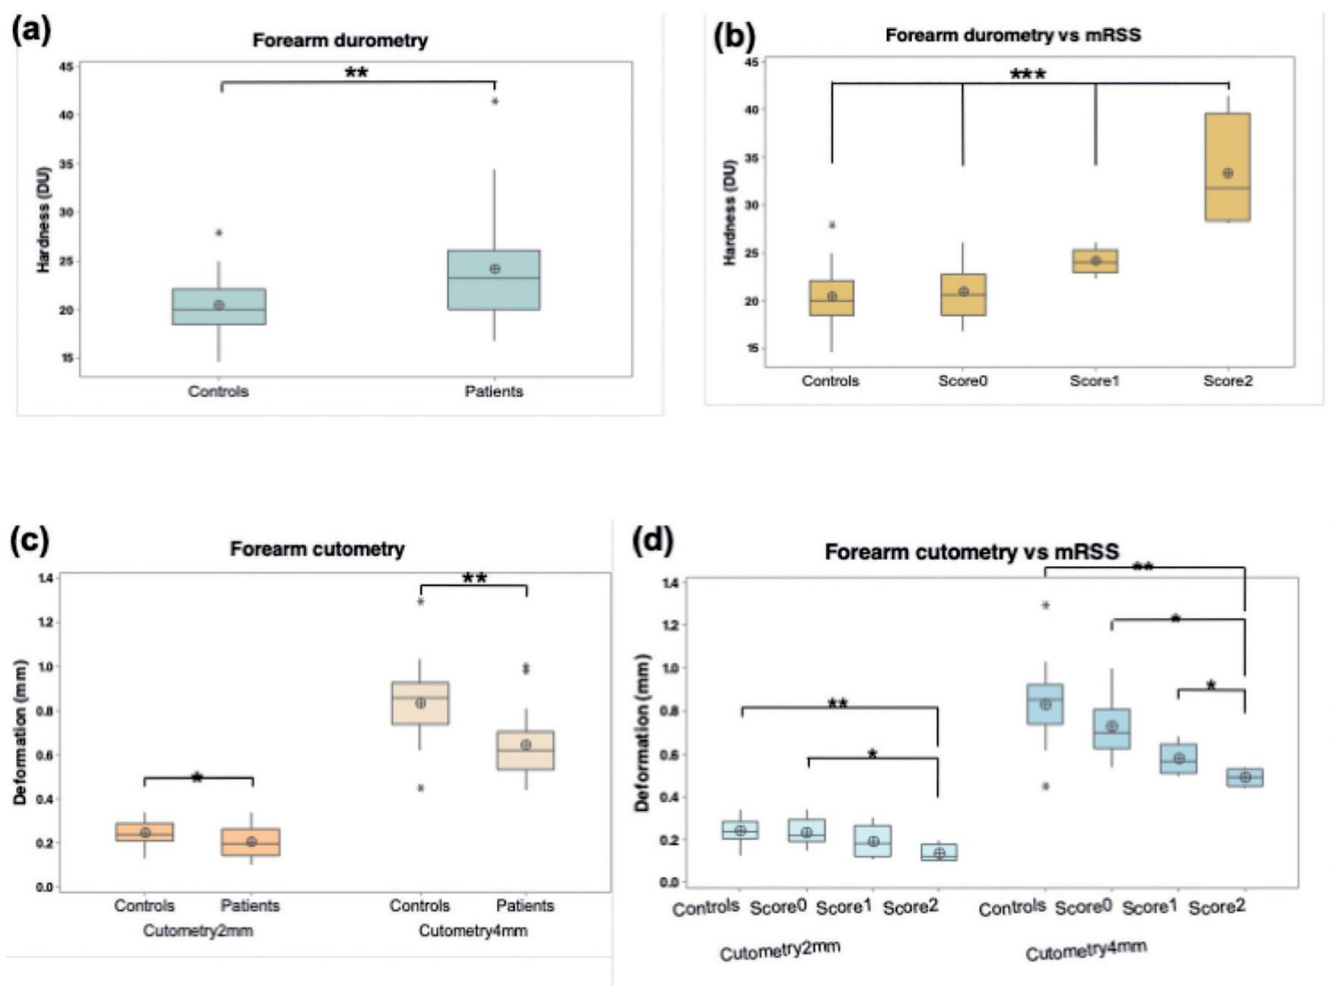 (a)
Forearm durometry
**
45
40
35
30
25
20
15
Hardness (DU)
Controls Patients
(b)
Forearm durometry vs mRSS
***
45
40
35
30
25
20
15
Hardness (DU)
Controls Score0 Score1 Score2
(c)
Forearm cutometry
**
*
1.4
1.2
1.0
0.8
0.6
0.4
0.2
0.0
Deformation (mm)
Controls Patients Controls Patients
Cutometry2mm Cutometry4mm
(d)
Forearm cutometry vs mRSS
**
*
*
**
*
1.4
1.2
1.0
0.8
0.6
0.4
0.2
0.0
Deformation (mm)
Controls Score0 Score1 Score2 Controls Score0 Score1 Score2
Cutometry2mm Cutometry4mm